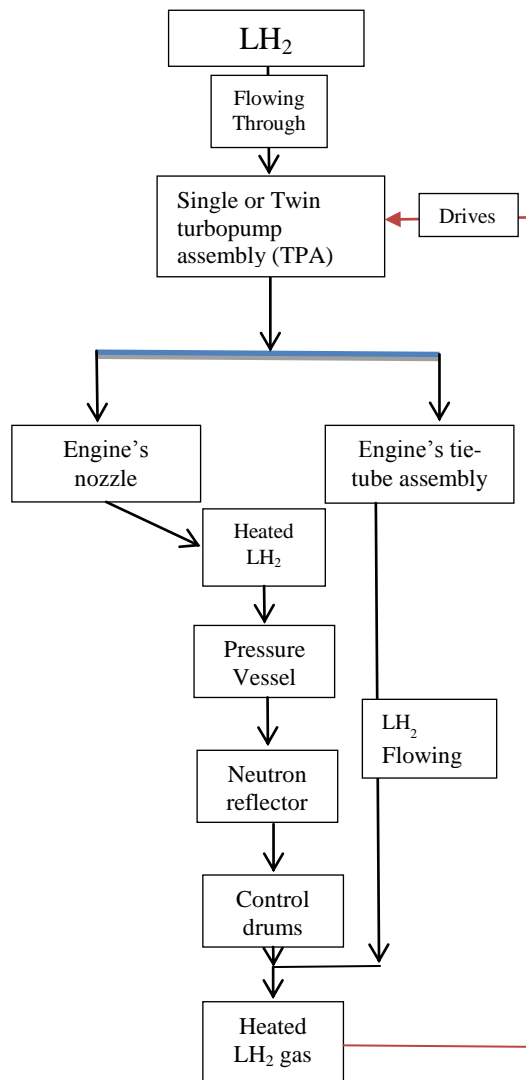 LH₂
Flowing
Through
Single or Twin
turbopump
assembly (TPA)
Drives
Engine’s
nozzle
Engine’s tie-
tube assembly
Heated
LH₂
Pressure
Vessel
LH₂
Flowing
Neutron
reflector
Control
drums
Heated
LH₂ gas